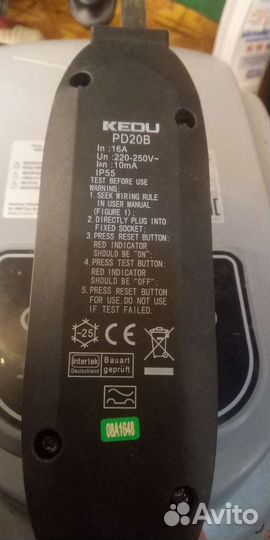 KEDU
PD20B
In :16A
Un :220-250V~
I∆n :10mA
IP55
TEST BEFORE USE
WARNING:
1. SEEK WIRING RULE
IN USER MANUAL
(FIGURE 1);
2. DIRECTLY PLUG INTO
FIXED SOCKET;
3. PRESS RESET BUTTON:
RED INDICATOR
SHOULD BE "ON";
4. PRESS TEST BUTTON:
RED INDICATOR
SHOULD BE "OFF";
5. PRESS RESET BUTTON
FOR USE. DO NOT USE
IF TEST FAILED.
-25 CE
Intertek Bauart
Deutschland geprüft
08A1648
Avito